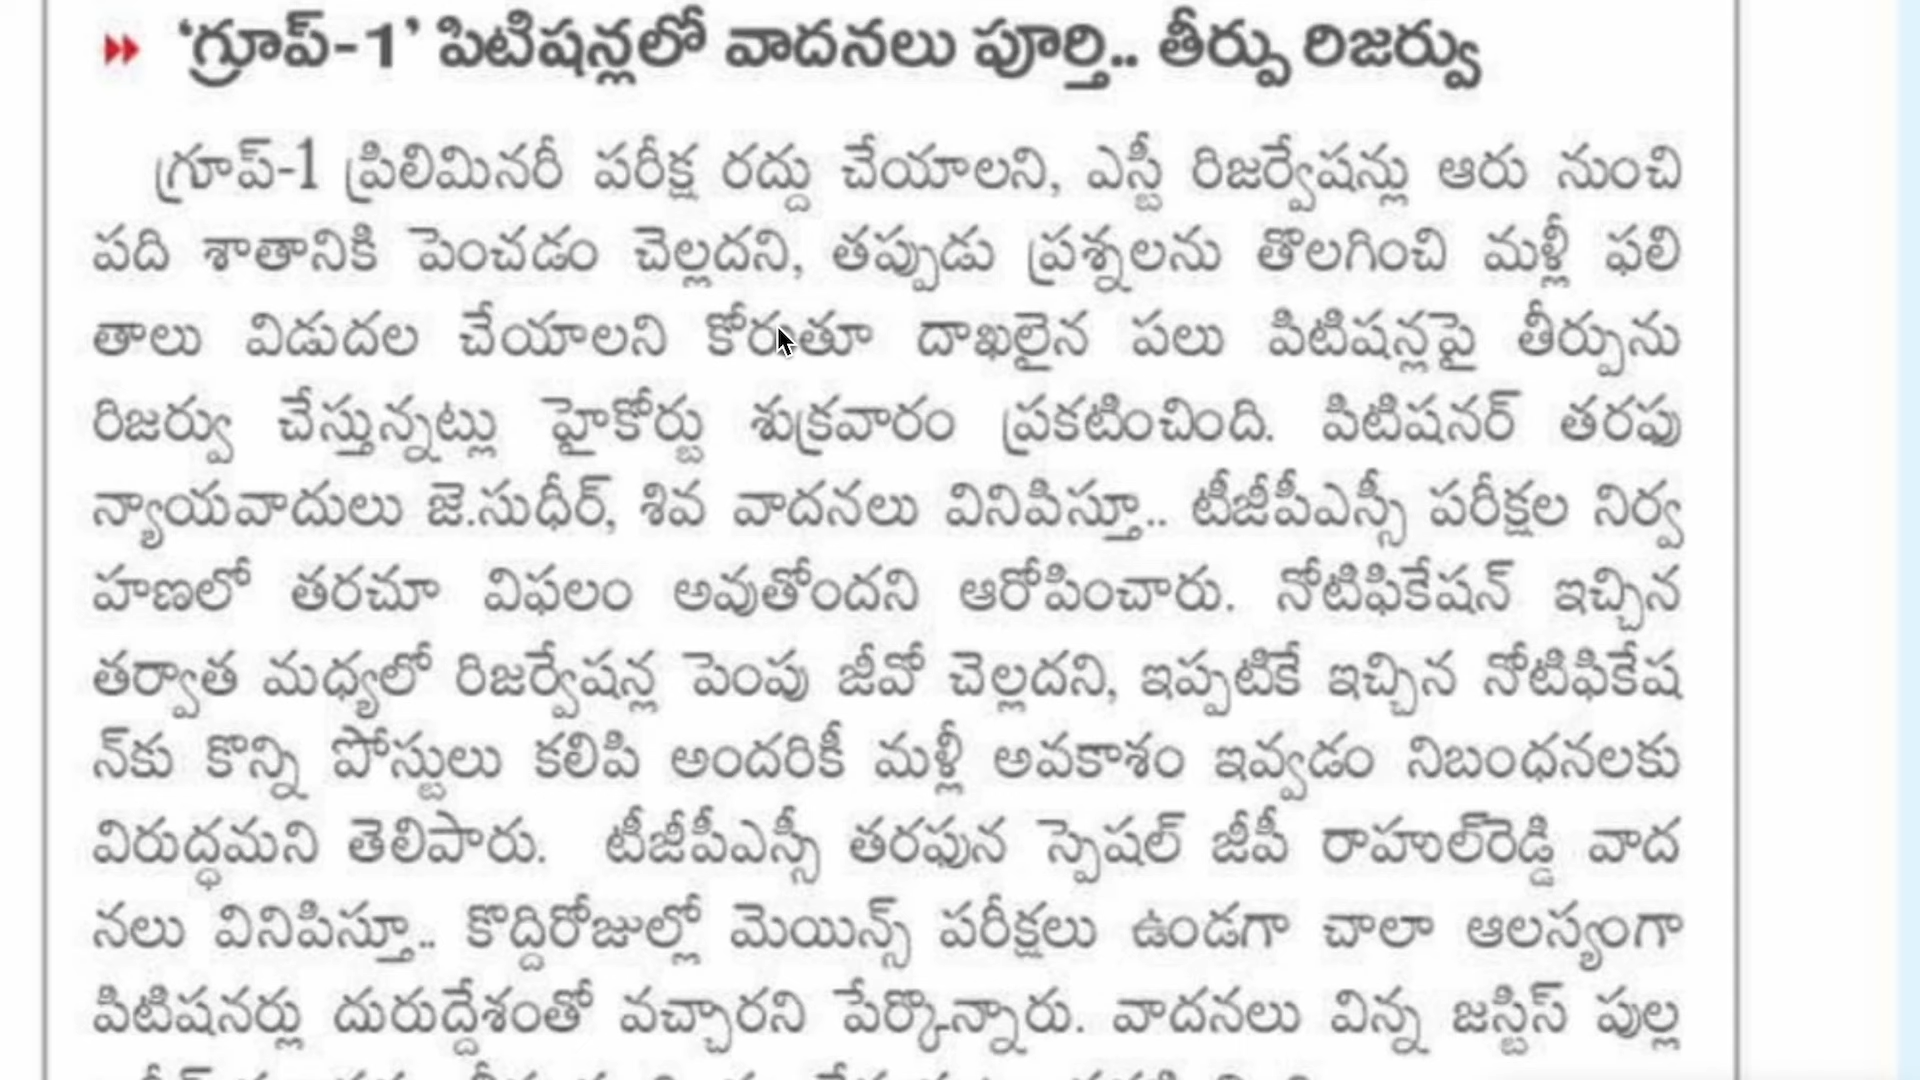 ‘గ్రూప్-1’ పిటిషన్లలో వాదనలు పూర్తి.. తీర్పు రిజర్వు
గ్రూప్-1 ప్రిలిమినరీ పరీక్ష రద్దు చేయాలని, ఎస్టీ రిజర్వేషన్లు ఆరు నుంచి
పది శాతానికి పెంచడం చెల్లదని, తప్పుడు ప్రశ్నలను తొలగించి మళ్లీ ఫలి
తాలు విడుదల చేయాలని కోరుతూ దాఖలైన పలు పిటిషన్లపై తీర్పును
రిజర్వు చేస్తున్నట్లు హైకోర్టు శుక్రవారం ప్రకటించింది. పిటిషనర్ తరఫు
న్యాయవాదులు జె.సుధీర్, శివ వాదనలు వినిపిస్తూ.. టీజీపీఎస్సీ పరీక్షల నిర్వ
హణలో తరచూ విఫలం అవుతోందని ఆరోపించారు. నోటిఫికేషన్ ఇచ్చిన
తర్వాత మధ్యలో రిజర్వేషన్ల పెంపు జీవో చెల్లదని, ఇప్పటికే ఇచ్చిన నోటిఫికేష
న్‌కు కొన్ని పోస్టులు కలిపి అందరికీ మళ్లీ అవకాశం ఇవ్వడం నిబంధనలకు
విరుద్ధమని తెలిపారు. టీజీపీఎస్సీ తరఫున స్పెషల్ జీపీ రాహుల్‌రెడ్డి వాద
నలు వినిపిస్తూ.. కొద్దిరోజుల్లో మెయిన్స్ పరీక్షలు ఉండగా చాలా ఆలస్యంగా
పిటిషనర్లు దురుద్దేశంతో వచ్చారని పేర్కొన్నారు. వాదనలు విన్న జస్టిస్ పుల్ల